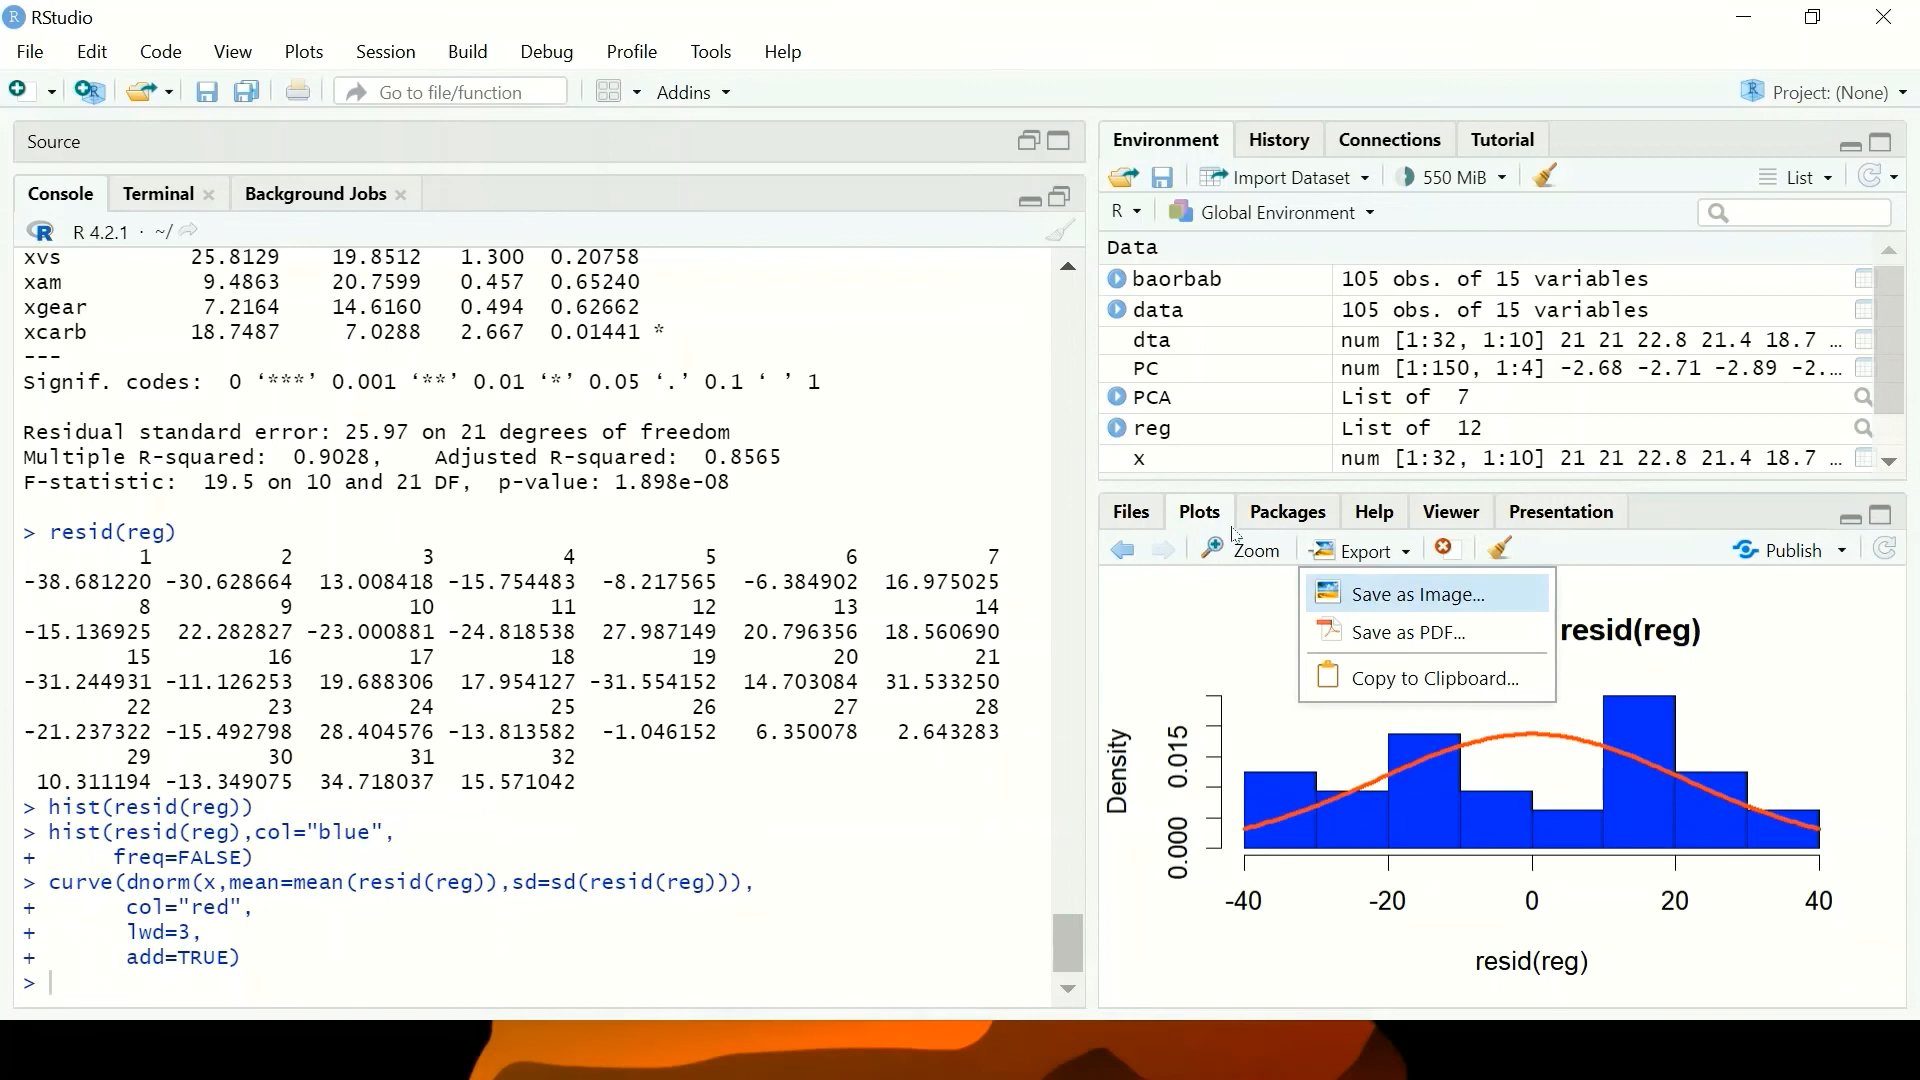 RStudio
File Edit Code View Plots Session Build Debug Profile Tools Help
Go to file/function Addins Project: (None)
Source
Console Terminal Background Jobs
R 4.2.1 · ~/
xvs 25.8129 19.8512 1.300 0.20758
xam 9.4863 20.7599 0.457 0.65240
xgear 7.2164 14.6160 0.494 0.62662
xcarb 18.7487 7.0288 2.667 0.01441 *
---
Signif. codes: 0 ‘***’ 0.001 ‘**’ 0.01 ‘*’ 0.05 ‘.’ 0.1 ‘ ’ 1
Residual standard error: 25.97 on 21 degrees of freedom
Multiple R-squared: 0.9028, Adjusted R-squared: 0.8565
F-statistic: 19.5 on 10 and 21 DF, p-value: 1.898e-08
> resid(reg)
1 2 3 4 5 6 7
-38.681220 -30.628664 13.008418 -15.754483 -8.217565 -6.384902 16.975025
8 9 10 11 12 13 14
-15.136925 22.282827 -23.000881 -24.818538 27.987149 20.796356 18.560690
15 16 17 18 19 20 21
-31.244931 -11.126253 19.688306 17.954127 -31.554152 14.703084 31.533250
22 23 24 25 26 27 28
-21.237322 -15.492798 28.404576 -13.813582 -1.046152 6.350078 2.643283
29 30 31 32
10.311194 -13.349075 34.718037 15.571042
> hist(resid(reg))
> hist(resid(reg),col="blue",
+ freq=FALSE)
> curve(dnorm(x,mean=mean(resid(reg)),sd=sd(resid(reg))),
+ col="red",
+ lwd=3,
+ add=TRUE)
>
Environment History Connections Tutorial
Import Dataset 550 MiB List
R Global Environment
Data
baorbab 105 obs. of 15 variables
data 105 obs. of 15 variables
dta num [1:32, 1:10] 21 21 22.8 21.4 18.7 ...
PC num [1:150, 1:4] -2.68 -2.71 -2.89 -2....
PCA List of 7
reg List of 12
x num [1:32, 1:10] 21 21 22.8 21.4 18.7 ...
Files Plots Packages Help Viewer Presentation
Zoom Export Publish
Save as Image...
Save as PDF...
Copy to Clipboard...
resid(reg)
Density
0.000 0.015
-40 -20 0 20 40
resid(reg)